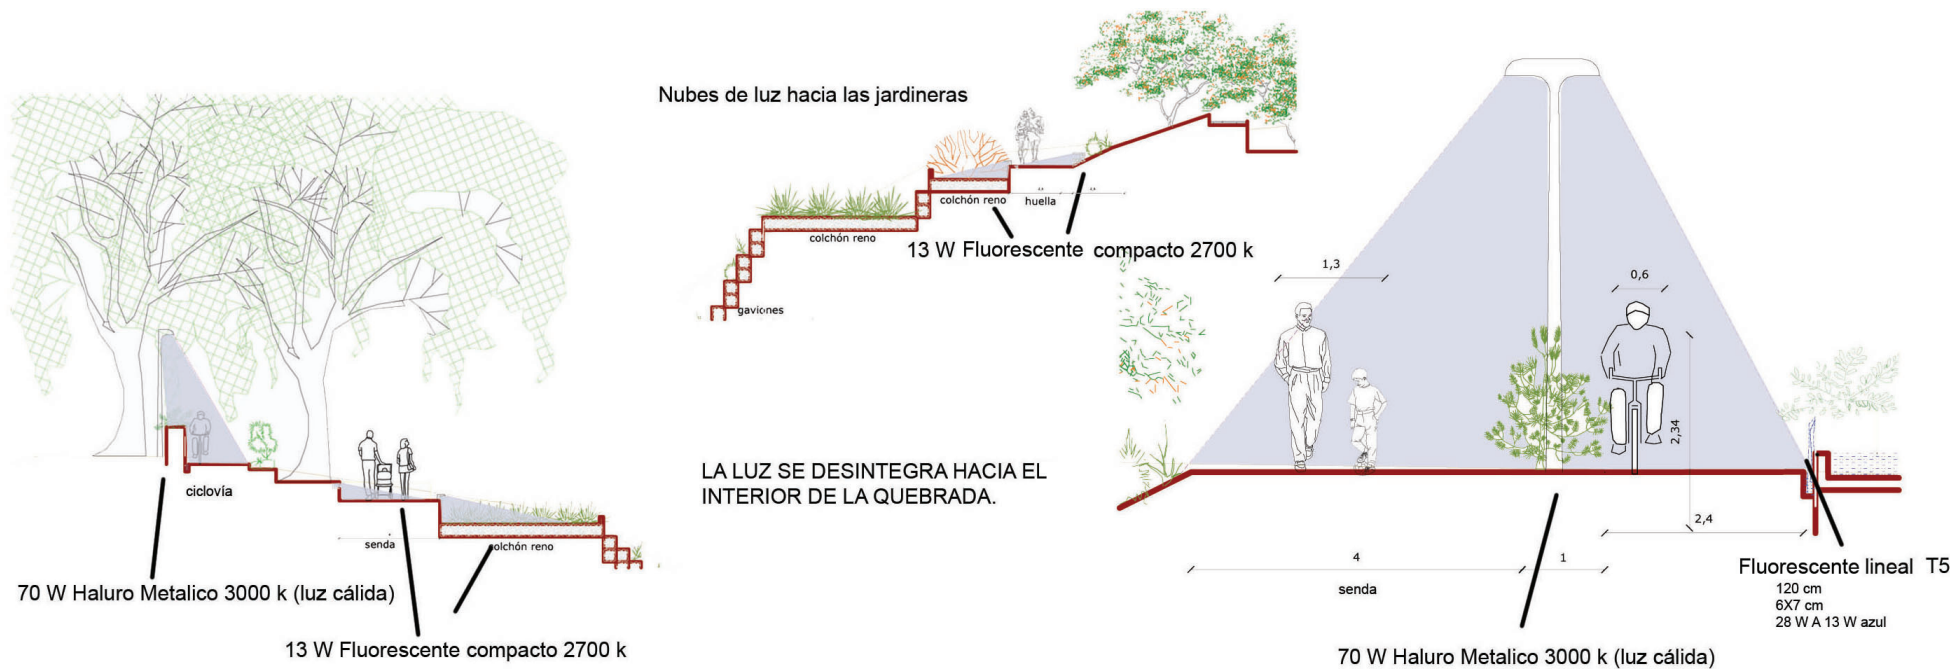 Nubes de luz hacia las jardineras
colchón reno
huella
colchón reno
13 W Fluorescente compacto 2700 k
gaviones
ciclovía
senda
colchón reno
70 W Haluro Metalico 3000 k (luz cálida)
13 W Fluorescente compacto 2700 k
LA LUZ SE DESINTEGRA HACIA EL
INTERIOR DE LA QUEBRADA.
1,3
0,6
2,34
2,4
4
1
senda
Fluorescente lineal T5
120 cm
6X7 cm
28 W A 13 W azul
70 W Haluro Metalico 3000 k (luz cálida)